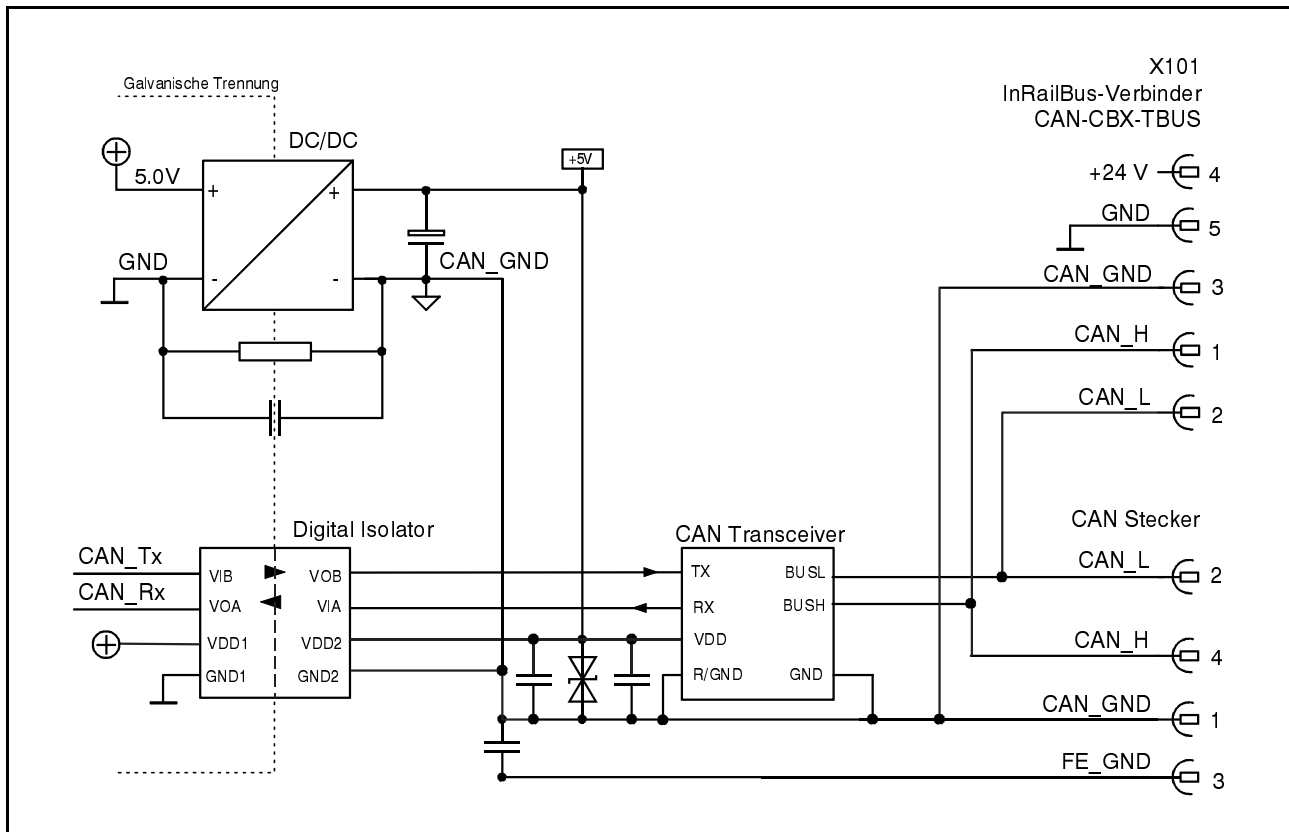 Galvanische Trennung
X101
InRailBus-Verbinder
CAN-CBX-TBUS
DC/DC
+5V
5.0V
+
+
+24 V
4
GND
5
GND
-
-
CAN_GND
CAN_GND
3
CAN_H
1
CAN_L
2
Digital Isolator
CAN Transceiver
CAN Stecker
CAN_Tx
VIB
VOB
TX
BUSL
CAN_L
2
CAN_Rx
VOA
VIA
RX
BUSH
VDD1
VDD2
VDD
CAN_H
4
GND1
GND2
R/GND
GND
CAN_GND
1
FE_GND
3